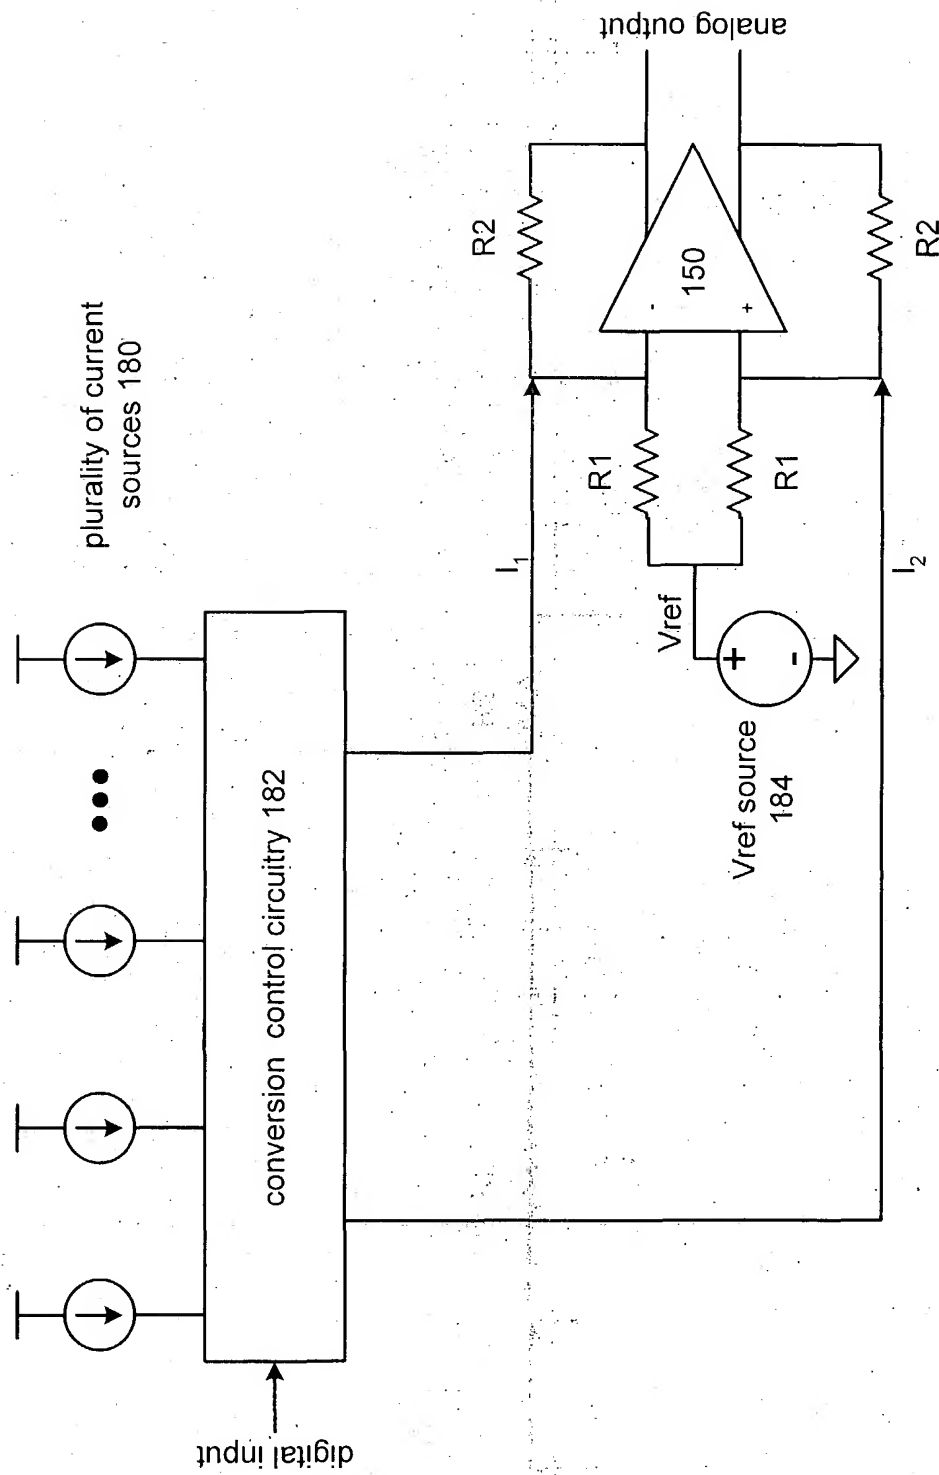 plurality of current
sources 180
digital input
conversion control circuitry 182
I1
I2
Vref
Vref source
184
+
-
R1
R1
R2
R2
-
+
150
analog output